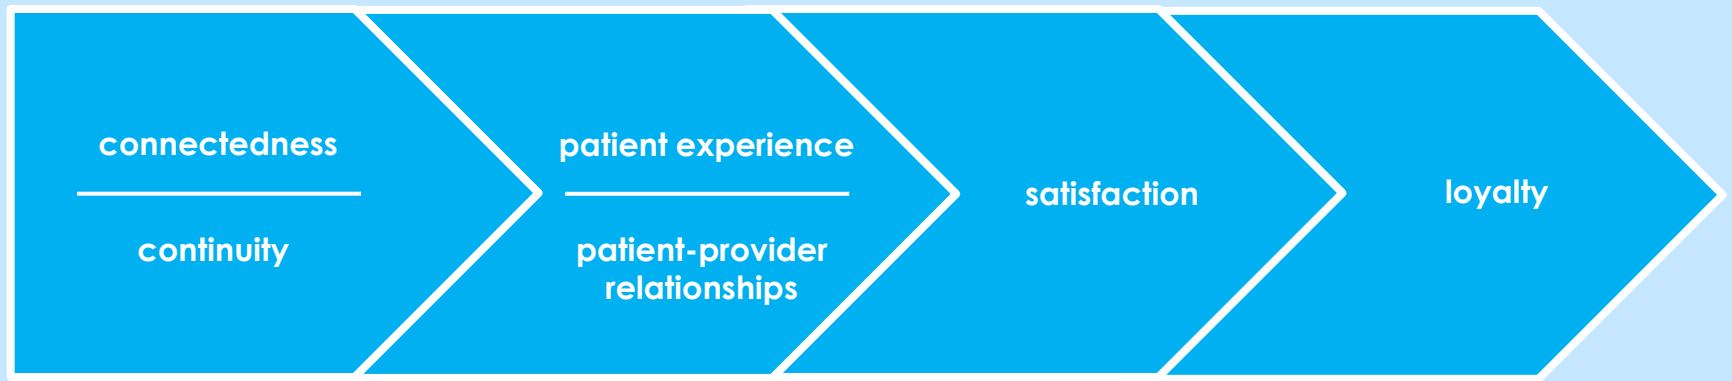 connectedness
continuity
patient experience
patient-provider
relationships
satisfaction
loyalty